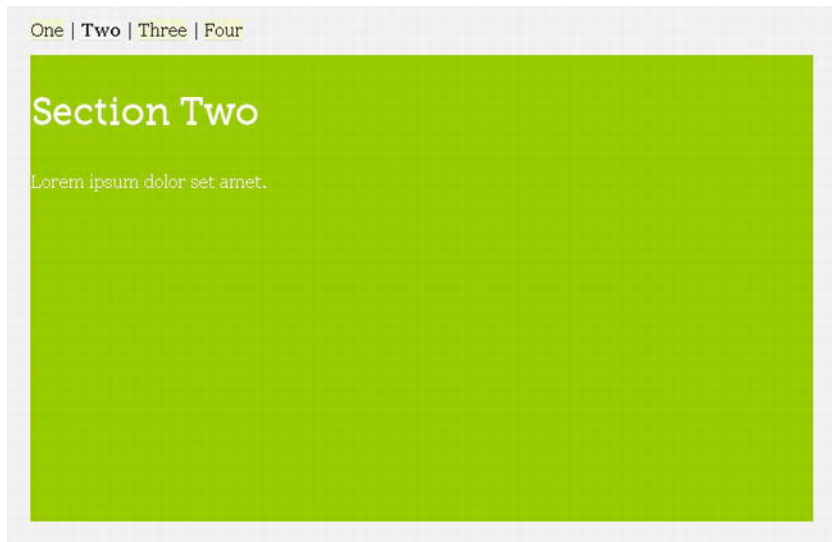 One | Two | Three | Four
Section Two
Lorem ipsum dolor set amet.